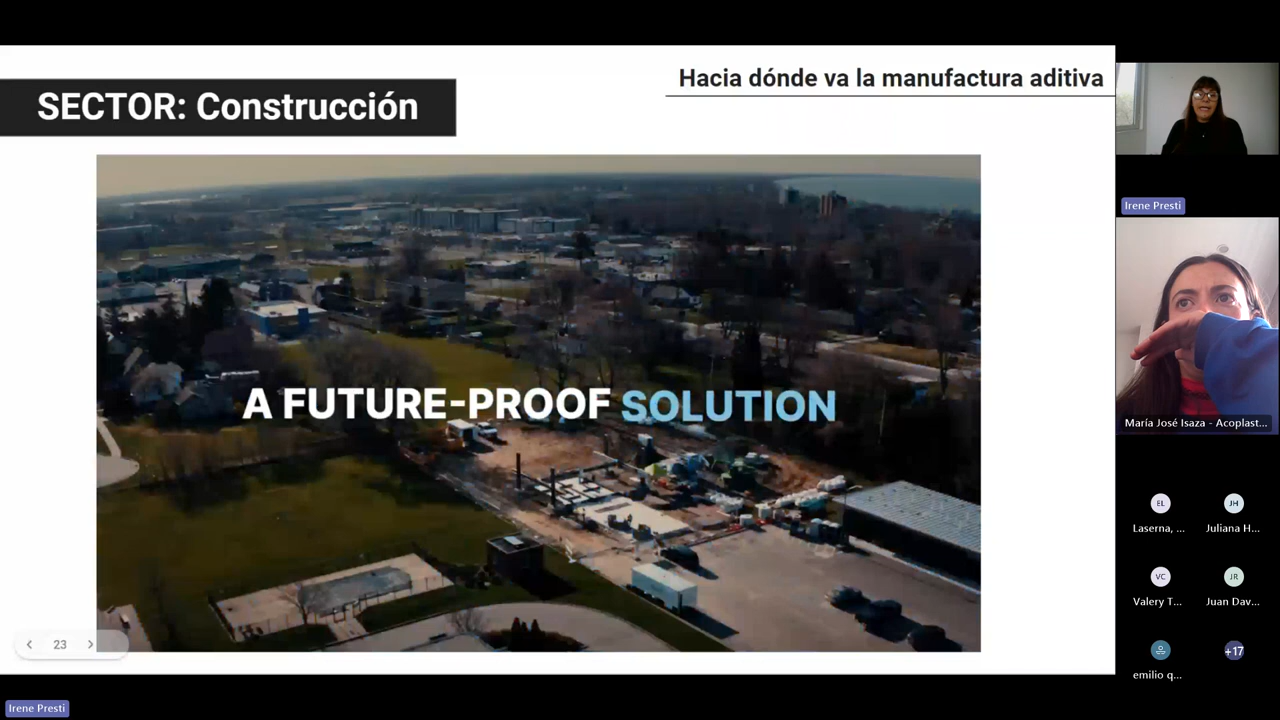 Hacia dónde va la manufactura aditiva
SECTOR: Construcción
A FUTURE-PROOF SOLUTION
23
Irene Presti
Irene Presti
María José Isaza - Acoplast...
EL
JH
Laserna, ...
Juliana H...
VC
JR
Valery T...
Juan Dav...
emilio q...
+17